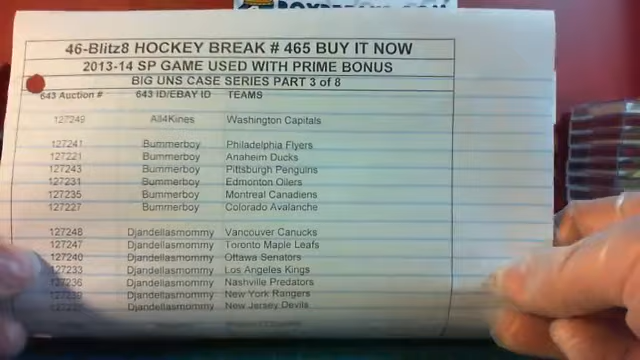 46-Blitz8 HOCKEY BREAK # 465 BUY IT NOW
2013-14 SP GAME USED WITH PRIME BONUS
BIG UNS CASE SERIES PART 3 of 8
643 Auction # 643 ID/EBAY ID TEAMS
127249 All4Kines Washington Capitals
127241 Bummerboy Philadelphia Flyers
127221 Bummerboy Anaheim Ducks
127243 Bummerboy Pittsburgh Penguins
127231 Bummerboy Edmonton Oilers
127235 Bummerboy Montreal Canadiens
127227 Bummerboy Colorado Avalanche
127248 Djandellasmommy Vancouver Canucks
127247 Djandellasmommy Toronto Maple Leafs
127240 Djandellasmommy Ottawa Senators
127233 Djandellasmommy Los Angeles Kings
127236 Djandellasmommy Nashville Predators
Djandellasmommy New York Rangers
Djandellasmommy New Jersey Devils